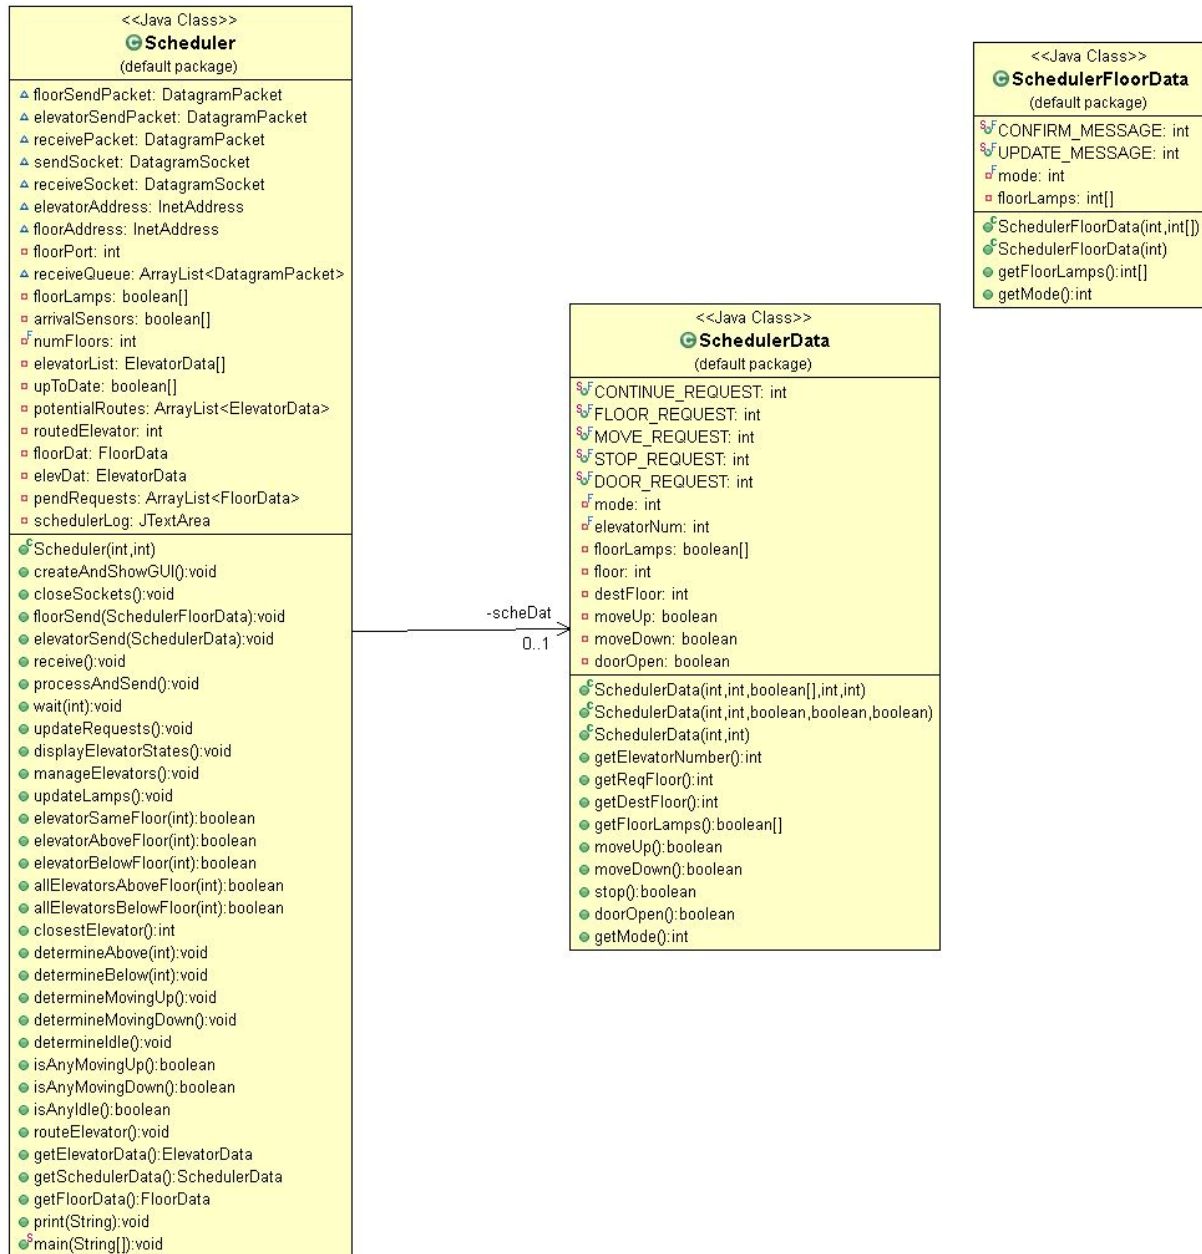 <<Java Class>>
Scheduler
(default package)
floorSendPacket: DatagramPacket
elevatorSendPacket: DatagramPacket
receivePacket: DatagramPacket
sendSocket: DatagramSocket
receiveSocket: DatagramSocket
elevatorAddress: InetAddress
floorAddress: InetAddress
floorPort: int
receiveQueue: ArrayList<DatagramPacket>
floorLamps: boolean[]
arrivalSensors: boolean[]
numFloors: int
elevatorList: ElevatorData[]
upToDate: boolean[]
potentialRoutes: ArrayList<ElevatorData>
routedElevator: int
floorDat: FloorData
elevDat: ElevatorData
pendRequests: ArrayList<FloorData>
schedulerLog: JTextArea
Scheduler(int,int)
createAndShowGUI():void
closeSockets():void
floorSend(SchedulerFloorData):void
elevatorSend(SchedulerData):void
receive():void
processAndSend():void
wait(int):void
updateRequests():void
displayElevatorStates():void
manageElevators():void
updateLamps():void
elevatorSameFloor(int):boolean
elevatorAboveFloor(int):boolean
elevatorBelowFloor(int):boolean
allElevatorsAboveFloor(int):boolean
allElevatorsBelowFloor(int):boolean
closestElevator():int
determineAbove(int):void
determineBelow(int):void
determineMovingUp():void
determineMovingDown():void
determineIdle():void
isAnyMovingUp():boolean
isAnyMovingDown():boolean
isAnyIdle():boolean
routeElevator():void
getElevatorData():ElevatorData
getSchedulerData():SchedulerData
getFloorData():FloorData
print(String):void
main(String[]):void
-scheDat
0..1
<<Java Class>>
SchedulerData
(default package)
CONTINUE_REQUEST: int
FLOOR_REQUEST: int
MOVE_REQUEST: int
STOP_REQUEST: int
DOOR_REQUEST: int
mode: int
elevatorNum: int
floorLamps: boolean[]
floor: int
destFloor: int
moveUp: boolean
moveDown: boolean
doorOpen: boolean
SchedulerData(int,int,boolean[],int,int)
SchedulerData(int,int,boolean,boolean,boolean)
SchedulerData(int,int)
getElevatorNumber():int
getReqFloor():int
getDestFloor():int
getFloorLamps():boolean[]
moveUp():boolean
moveDown():boolean
stop():boolean
doorOpen():boolean
getMode():int
<<Java Class>>
SchedulerFloorData
(default package)
CONFIRM_MESSAGE: int
UPDATE_MESSAGE: int
mode: int
floorLamps: int[]
SchedulerFloorData(int,int[])
SchedulerFloorData(int)
getFloorLamps():int[]
getMode():int